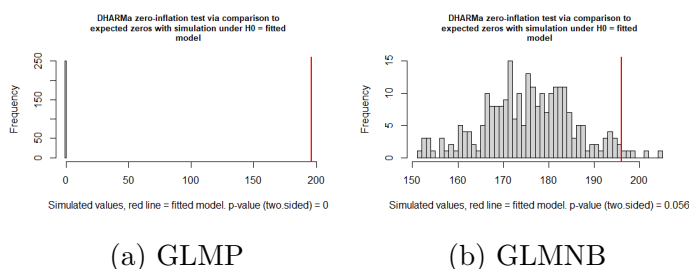 DHARMa zero-inflation test via comparison to
expected zeros with simulation under H0 = fitted
model
Frequency
0
50
150
250
0
50
100
150
200
Simulated values, red line = fitted model. p-value (two.sided) = 0
(a) GLMP
DHARMa zero-inflation test via comparison to
expected zeros with simulation under H0 = fitted
model
Frequency
0
5
10
15
150
160
170
180
190
200
Simulated values, red line = fitted model. p-value (two.sided) = 0.056
(b) GLMNB